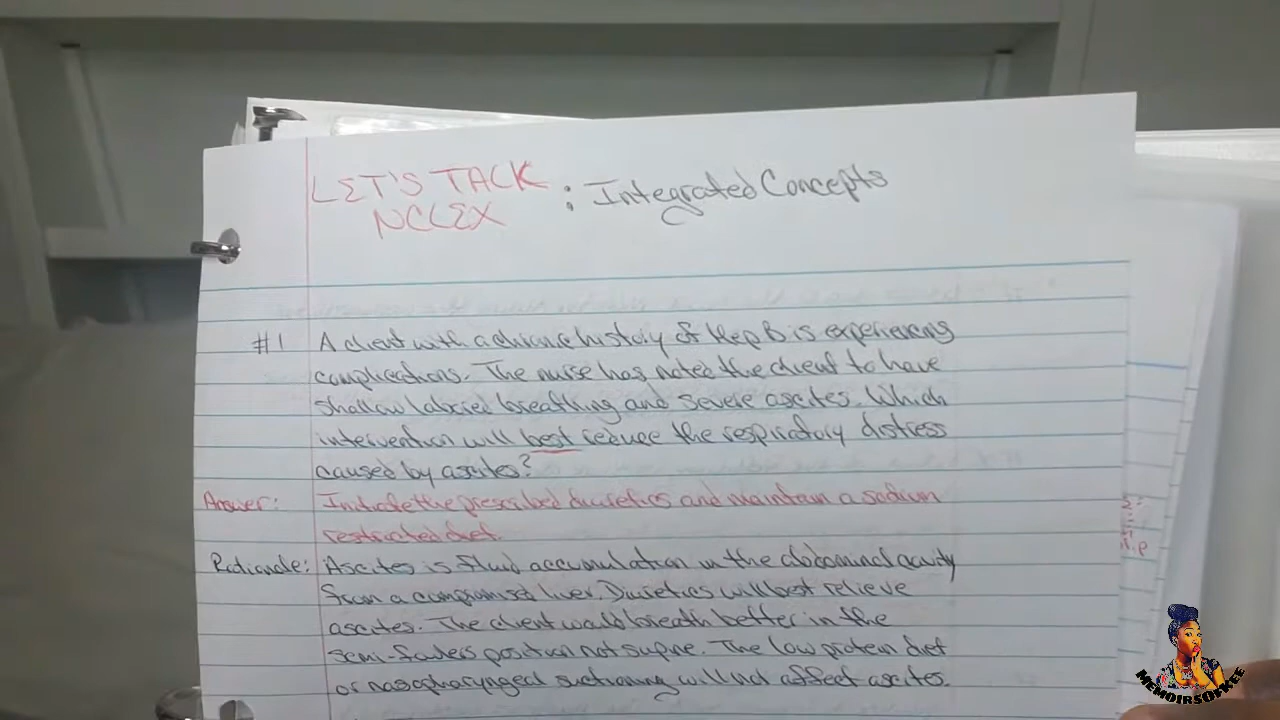 LET'S TACK
NCLEX : Integrated Concepts
#1 A client with a chronic history of Hep B is experiencing
complications. The nurse has noted the client to have
shallow labored breathing and severe ascites. Which
intervention will best reduce the respiratory distress
caused by ascites?
Answer: Initiate the prescribed diuretics and maintain a sodium
restricted diet.
Rationale: Ascites is fluid accumulation in the abdominal cavity
from a compromised liver. Diuretics will best relieve
ascites. The client would breath better in the
semi-fowlers position not supine. The low protein diet
or nasopharyngeal suctioning will not affect ascites.
MEMOIRSOFKEE